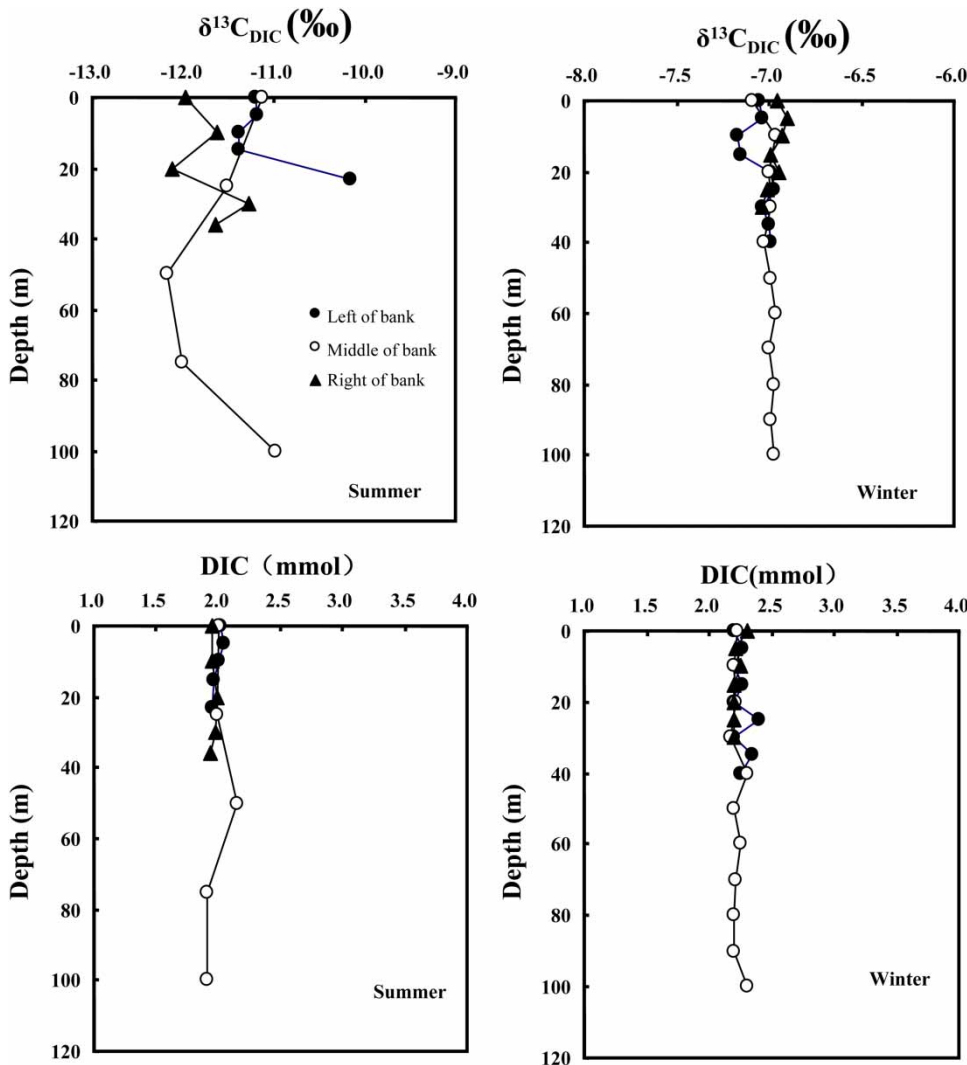 δ¹³C_DIC (‰)
-13.0 -12.0 -11.0 -10.0 -9.0
0
20
40
60
80
100
120
Depth (m)
Left of bank
Middle of bank
Right of bank
Summer
δ¹³C_DIC (‰)
-8.0 -7.5 -7.0 -6.5 -6.0
0
20
40
60
80
100
120
Depth (m)
Winter
DIC（mmol）
1.0 1.5 2.0 2.5 3.0 3.5 4.0
0
20
40
60
80
100
120
Depth (m)
Summer
DIC(mmol）
1.0 2.0 2.5 3.0 3.5 4.0
0
20
40
60
80
100
120
Depth (m)
Winter